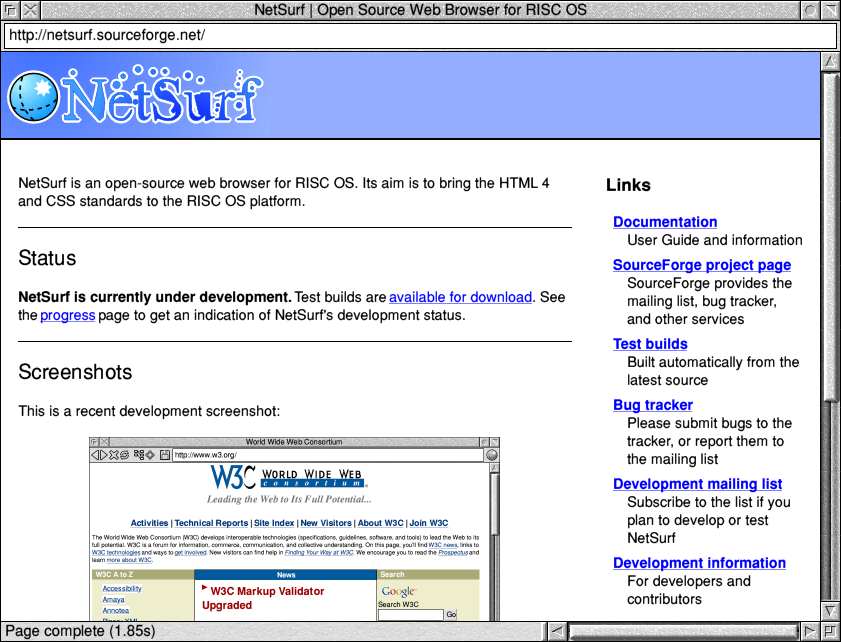 NetSurf | Open Source Web Browser for RISC OS
http://netsurf.sourceforge.net/
NetSurf
NetSurf is an open-source web browser for RISC OS. Its aim is to bring the HTML 4
and CSS standards to the RISC OS platform.
Status
NetSurf is currently under development. Test builds are available for download. See
the progress page to get an indication of NetSurf's development status.
Screenshots
This is a recent development screenshot:
World Wide Web Consortium
http://www.w3.org/
W3C WORLD WIDE WEB
consortium
Leading the Web to Its Full Potential...
Activities | Technical Reports | Site Index | New Visitors | About W3C | Join W3C
The World Wide Web Consortium (W3C) develops interoperable technologies (specifications, guidelines, software, and tools) to lead the Web to its
full potential. W3C is a forum for information, commerce, communication, and collective understanding. On this page, you'll find W3C news, links to
W3C technologies and ways to get involved. New visitors can find help in Finding Your Way at W3C. We encourage you to read the Prospectus and
learn more about W3C.
W3C A to Z
Accessibility
Amaya
Annotea
News
W3C Markup Validator
Upgraded
Search
Google
Search W3C
Go
Links
Documentation
User Guide and information
SourceForge project page
SourceForge provides the
mailing list, bug tracker,
and other services
Test builds
Built automatically from the
latest source
Bug tracker
Please submit bugs to the
tracker, or report them to
the mailing list
Development mailing list
Subscribe to the list if you
plan to develop or test
NetSurf
Development information
For developers and
contributors
Page complete (1.85s)